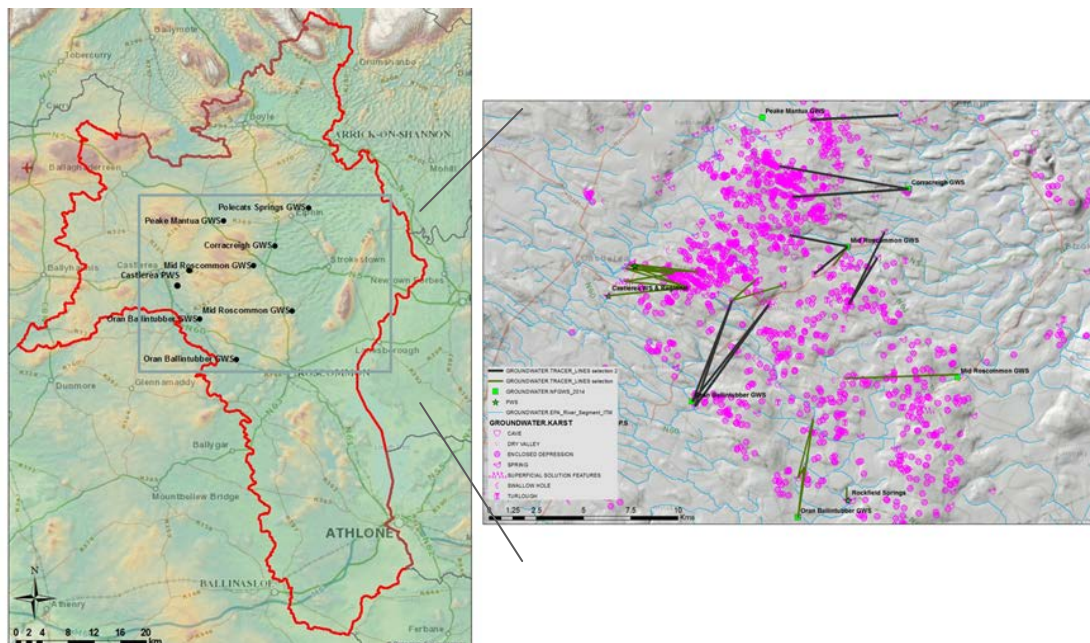 Ballymote
Tobercurry
Drumshanbo
Curry
Boyle
ARRICK-ON-SHANNON
Mohill
Ballaghaderreen
Polecats Springs GWS
Elphin
Peake Mantua GWS
Corracreigh GWS
Castlerea
Mid Roscommon GWS
Strokestown
Ballyhaunis
Castlerea PWS
Newtown Forbes
Oran Ballintubber GWS
Mid Roscommon GWS
N60
Oran Ballintubber GWS
Lanesborough
ROSCOMMON
Dunmore
Glennamaddy
Ballygar
Mountbellew Bridge
ATHLONE
BALLINASLOE
N
Athenry
Ferbane
0 2 4 8 12 16 20
km
Peake Mantua GWS
Corracreigh GWS
Mid Roscommon GWS
Mid Roscommon GWS
Oran Ballintubber GWS
Rockfield Springs
Oran Ballintubber GWS
GROUNDWATER.TRACER_LINES selection 2
GROUNDWATER.TRACER_LINES selection
GROUNDWATER.NFGWS_2014
PWS
GROUNDWATER.EPA_River_Segment_ITM
GROUNDWATER.KARST
CAVE
DRY VALLEY
ENCLOSED DEPRESSION
SPRING
SUPERFICIAL SOLUTION FEATURES
SWALLOW HOLE
TURLOUGH
0 1.25 2.5 5 7.5 10
Kms